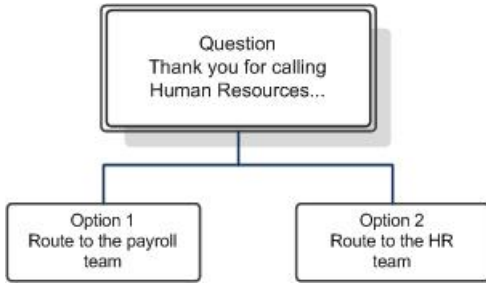 Question
Thank you for calling
Human Resources...
Option 1
Route to the payroll
team
Option 2
Route to the HR
team